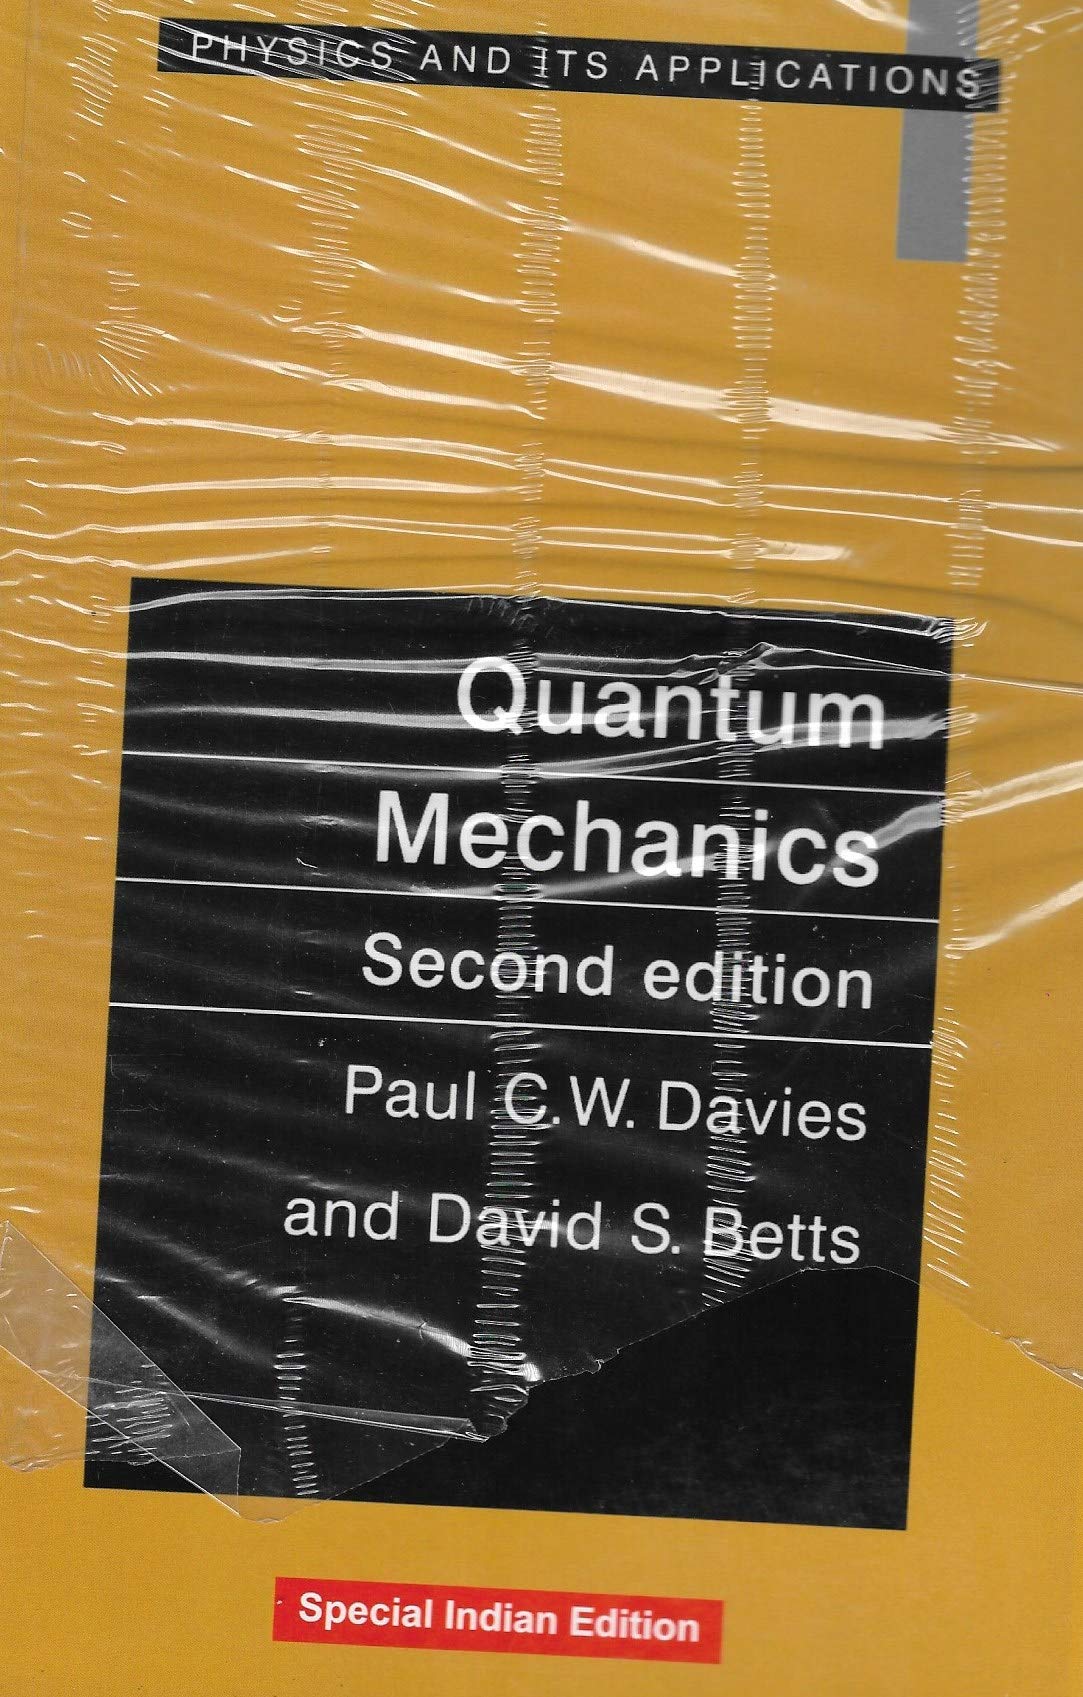 PHYSICS AND ITS APPLICATIONS
Quantum
Mechanics
Second edition
Paul C.W. Davies
and David S. Betts
Special Indian Edition